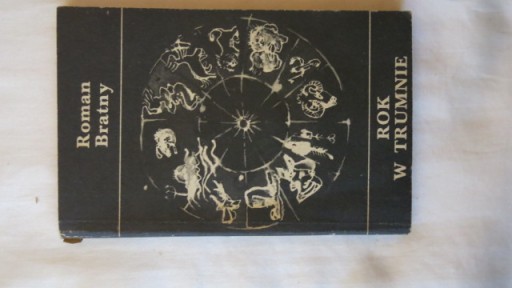 Roman
Bratny
ROK
W TRUMNIE